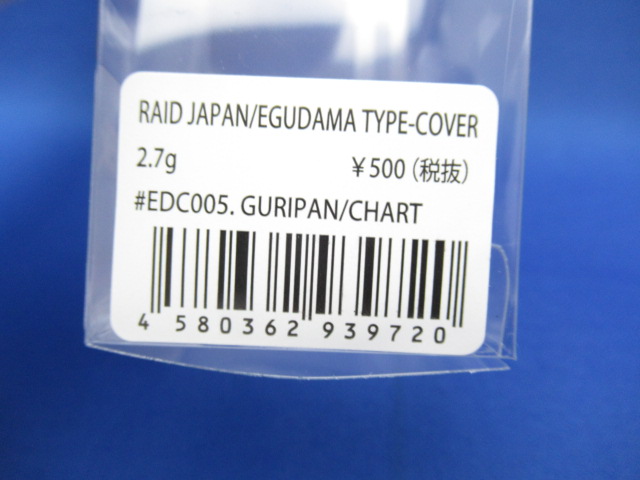 RAID JAPAN/EGUDAMA TYPE-COVER
2.7g ￥500(税抜)
#EDC005. GURIPAN/CHART
4 580362 939720